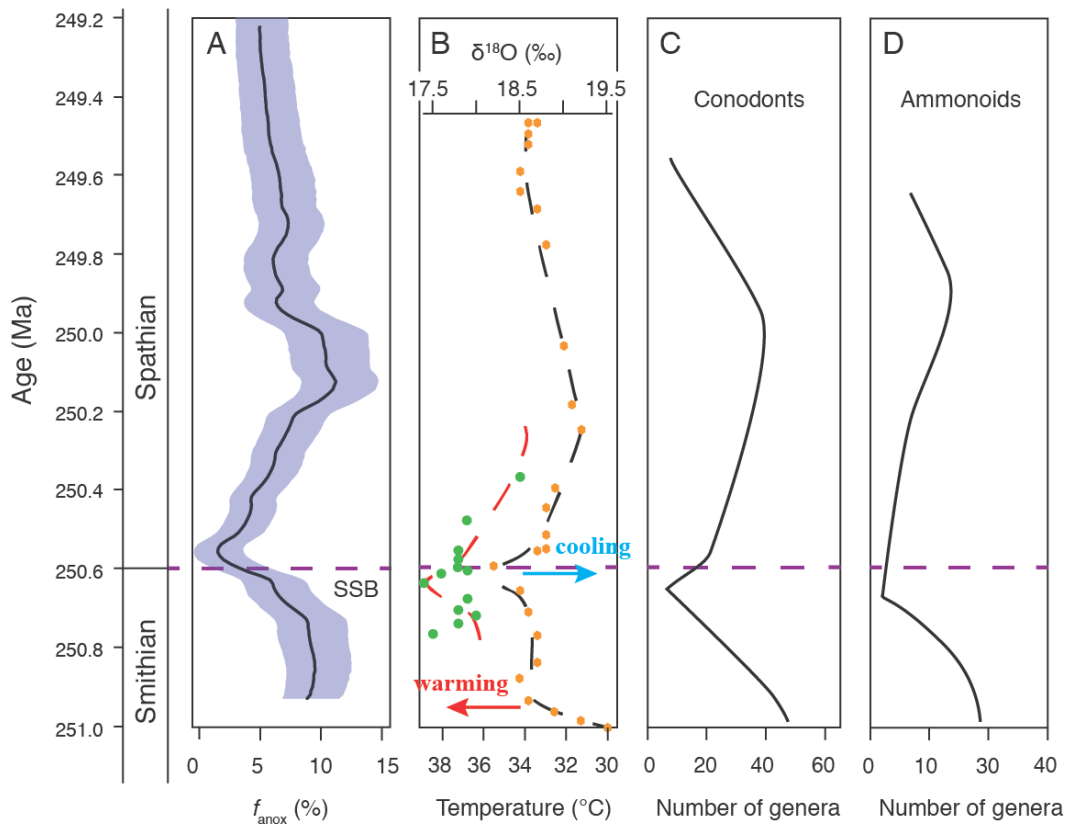 A
B
C
D
δ18O (‰)
17.5
18.5
19.5
Conodonts
Ammonoids
249.2
249.4
249.6
249.8
250.0
250.2
250.4
250.6
250.8
251.0
Age (Ma)
Spathian
Smithian
SSB
cooling
warming
0
5
10
15
38
36
34
32
30
0
20
40
60
0
10
20
30
40
fanox (%)
Temperature (°C)
Number of genera
Number of genera